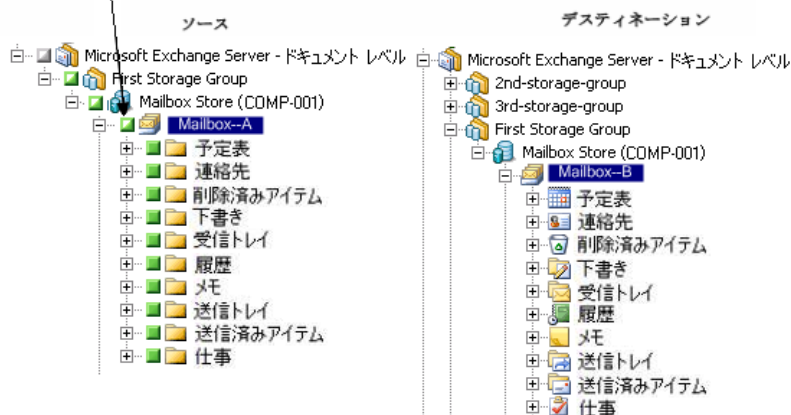 ソース
Microsoft Exchange Server - ドキュメント レベル
First Storage Group
Mailbox Store (COMP-001)
Mailbox--A
予定表
連絡先
削除済みアイテム
下書き
受信トレイ
履歴
メモ
送信トレイ
送信済みアイテム
仕事
デスティネーション
Microsoft Exchange Server - ドキュメント レベル
2nd-storage-group
3rd-storage-group
First Storage Group
Mailbox Store (COMP-001)
Mailbox--B
予定表
連絡先
削除済みアイテム
下書き
受信トレイ
履歴
メモ
送信トレイ
送信済みアイテム
仕事